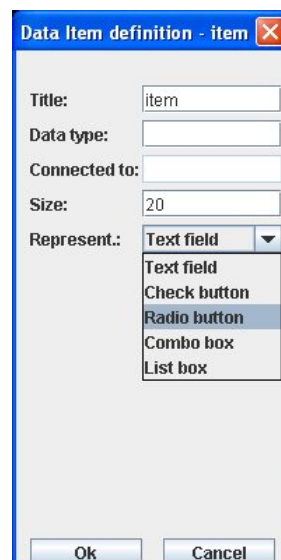 Data Item definition - item
Title: item
Data type:
Connected to:
Size: 20
Represent.: Text field
Text field
Check button
Radio button
Combo box
List box
Ok Cancel